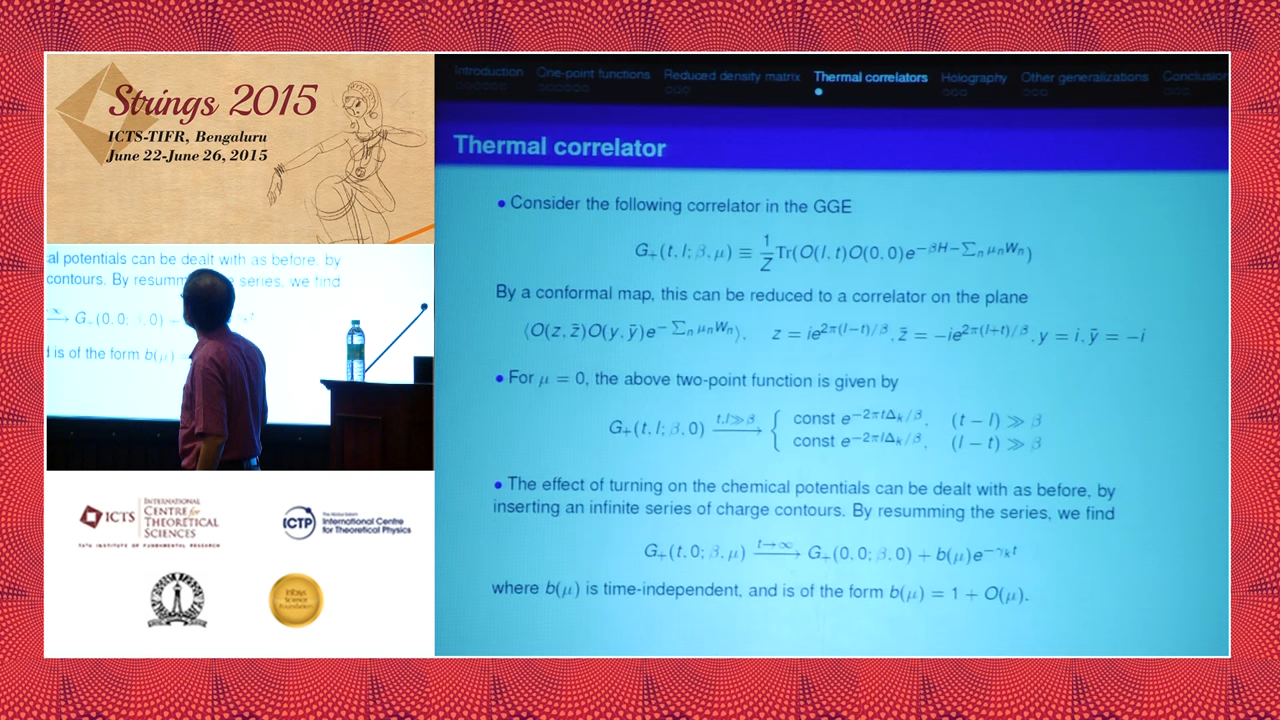 Strings 2015
ICTS-TIFR, Bengaluru
June 22-June 26, 2015
al potentials can be dealt with as before, by
contours. By resumm series, we find
d is of the form b(μ)
ICTS
INTERNATIONAL
CENTRE for
THEORETICAL
SCIENCES
TATA INSTITUTE OF FUNDAMENTAL RESEARCH
ICTP
The Abdus Salam
International Centre
for Theoretical Physics
Infosys
Science
Foundation
Introduction One-point functions Reduced density matrix Thermal correlators Holography Other generalizations Conclusion
Thermal correlator
• Consider the following correlator in the GGE
G₊(t, l; β, μ) ≡ 1/Z Tr(O(l, t)O(0, 0)e^{−βH−∑ₙ μₙWₙ})
By a conformal map, this can be reduced to a correlator on the plane
⟨O(z, z̄)O(y, ȳ)e^{−∑ₙ μₙWₙ}⟩, z = ie^{2π(l−t)/β}, z̄ = −ie^{2π(l+t)/β}, y = i, ȳ = −i
• For μ = 0, the above two-point function is given by
G₊(t, l; β, 0) —t,l≫β→ { const e^{−2πtΔₖ/β}, (t − l) ≫ β
const e^{−2πlΔₖ/β}, (l − t) ≫ β
• The effect of turning on the chemical potentials can be dealt with as before, by
inserting an infinite series of charge contours. By resumming the series, we find
G₊(t, 0; β, μ) —t→∞→ G₊(0, 0; β, 0) + b(μ)e^{−γₖt}
where b(μ) is time-independent, and is of the form b(μ) = 1 + O(μ).